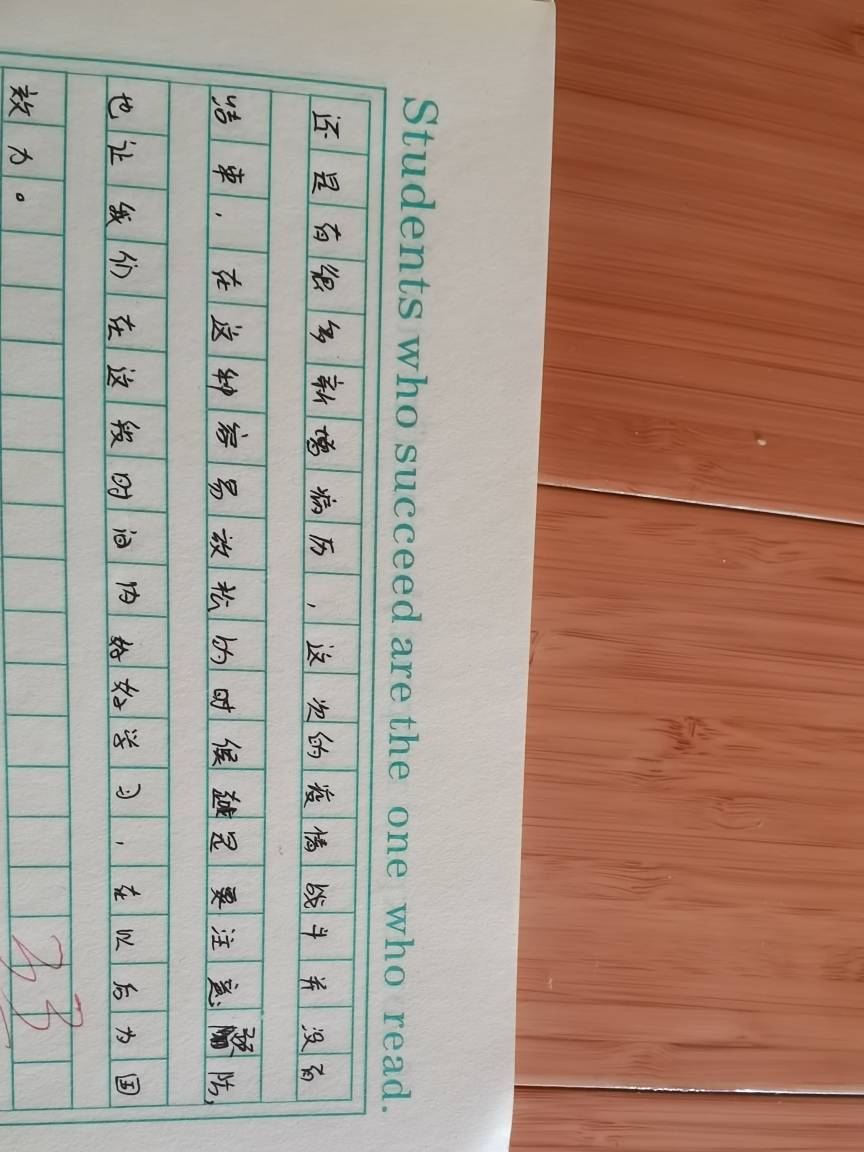 Students who succeed are the one who read.
还是有很多新增病历，这次的疫情战斗并没有
结束，在这种容易放松的时候越是要注意预防，
也让我们在这段时间内好好学习，在以后为国
效力。
33